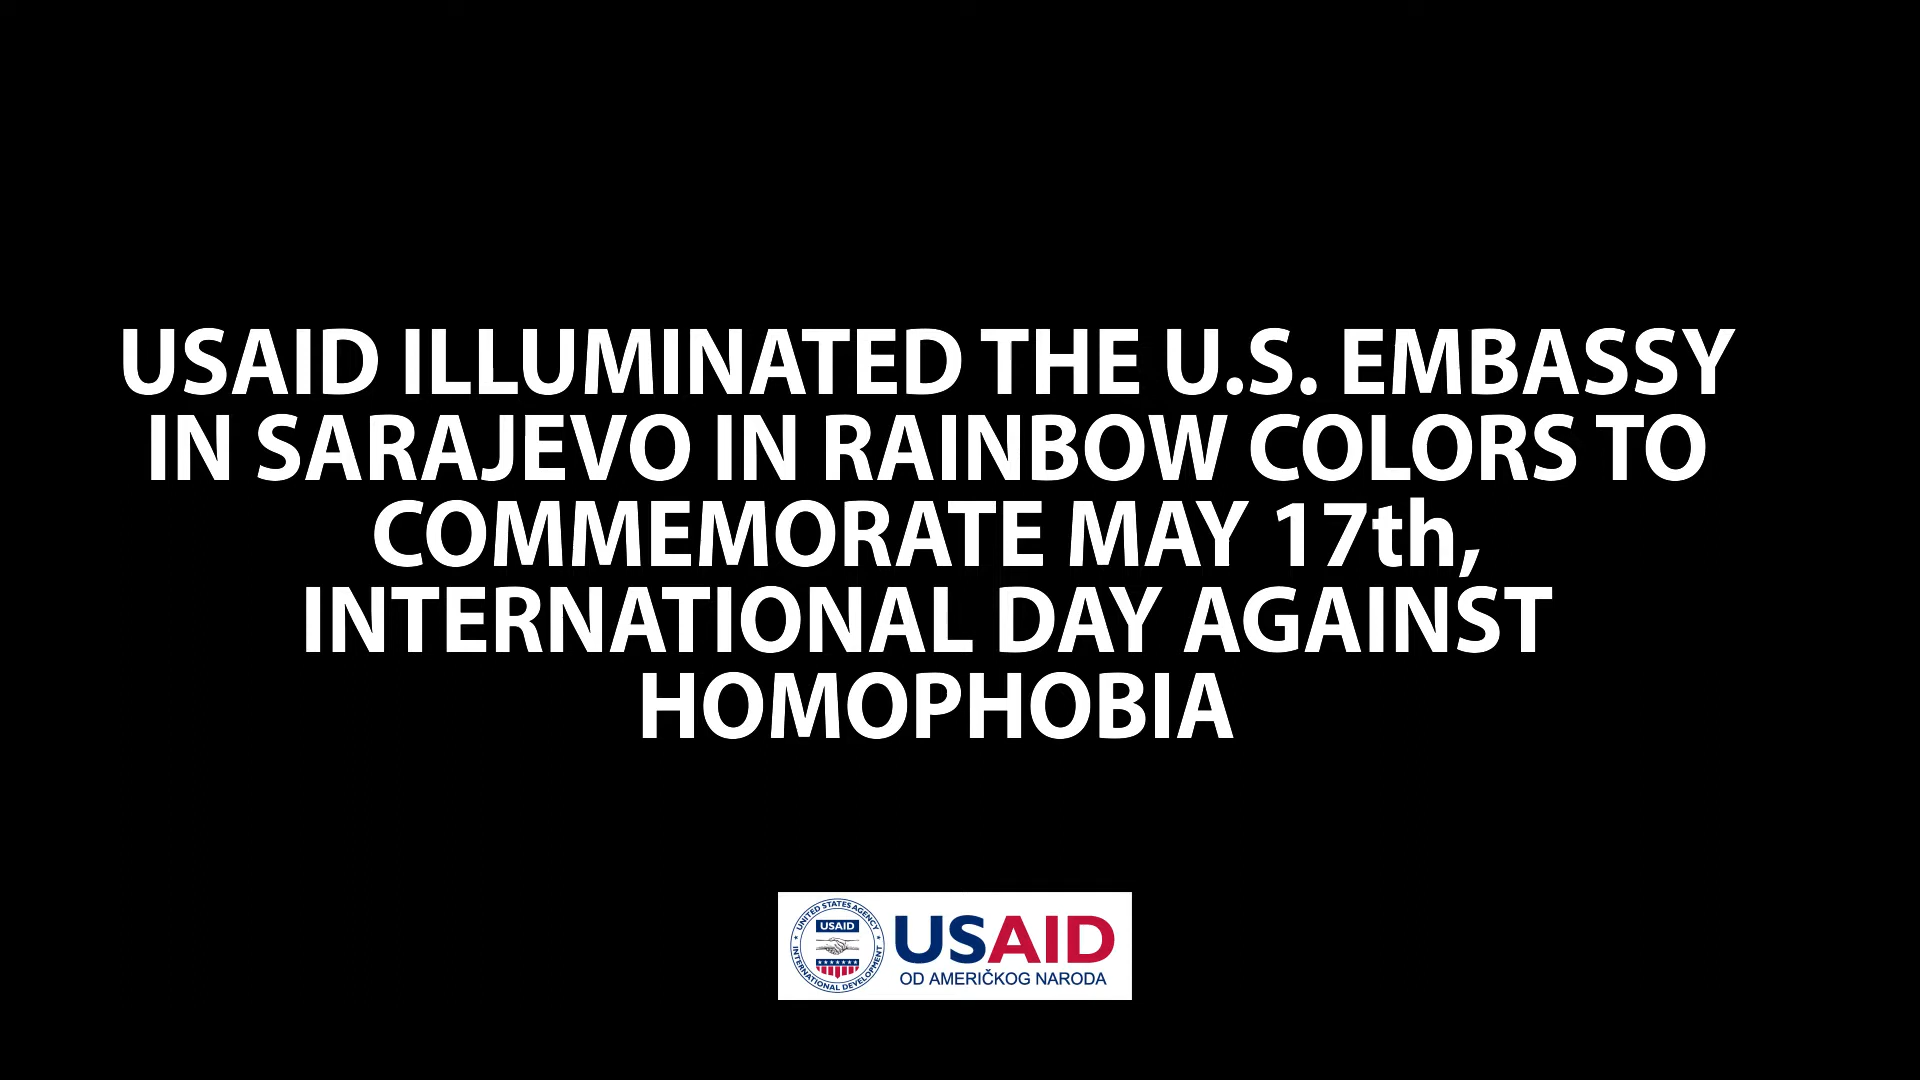 USAID ILLUMINATED THE U.S. EMBASSY
IN SARAJEVO IN RAINBOW COLORS TO
COMMEMORATE MAY 17th,
INTERNATIONAL DAY AGAINST
HOMOPHOBIA
UNITED STATES AGENCY
USAID
INTERNATIONAL DEVELOPMENT
USAID
OD AMERIČKOG NARODA